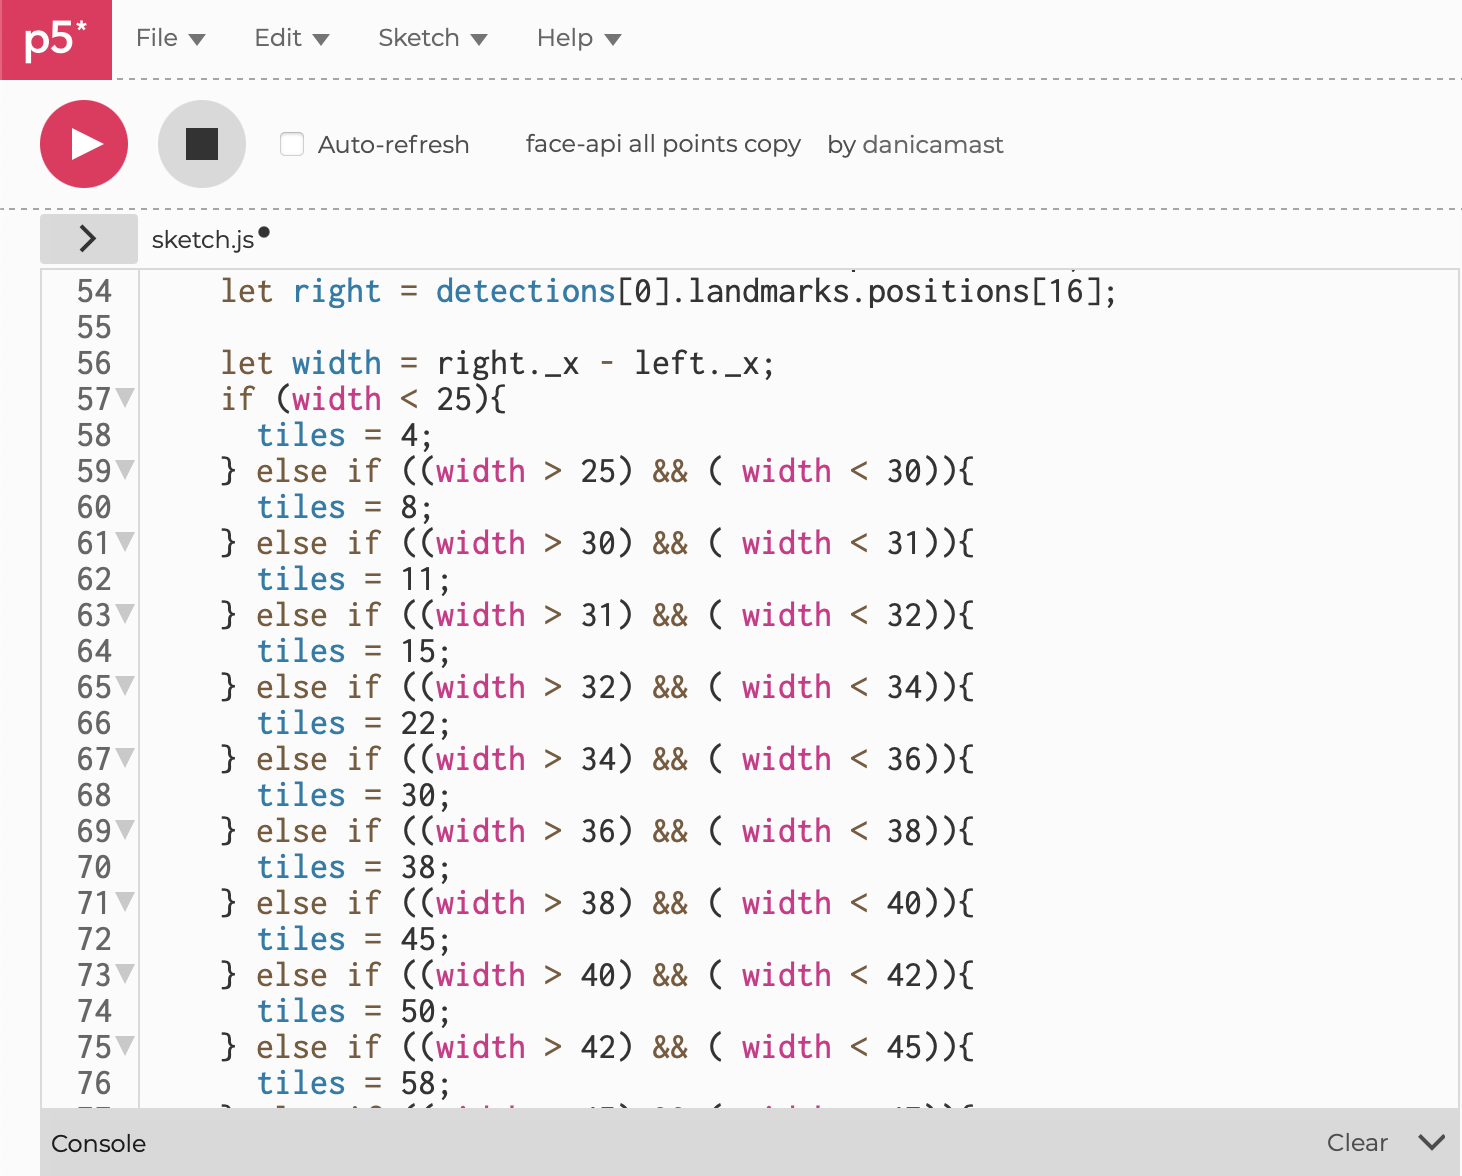 p5* File Edit Sketch Help
Auto-refresh face-api all points copy by danicamast
sketch.js
54 let right = detections[0].landmarks.positions[16];
55
56 let width = right._x - left._x;
57 if (width < 25){
58 tiles = 4;
59 } else if ((width > 25) && ( width < 30)){
60 tiles = 8;
61 } else if ((width > 30) && ( width < 31)){
62 tiles = 11;
63 } else if ((width > 31) && ( width < 32)){
64 tiles = 15;
65 } else if ((width > 32) && ( width < 34)){
66 tiles = 22;
67 } else if ((width > 34) && ( width < 36)){
68 tiles = 30;
69 } else if ((width > 36) && ( width < 38)){
70 tiles = 38;
71 } else if ((width > 38) && ( width < 40)){
72 tiles = 45;
73 } else if ((width > 40) && ( width < 42)){
74 tiles = 50;
75 } else if ((width > 42) && ( width < 45)){
76 tiles = 58;
Console Clear